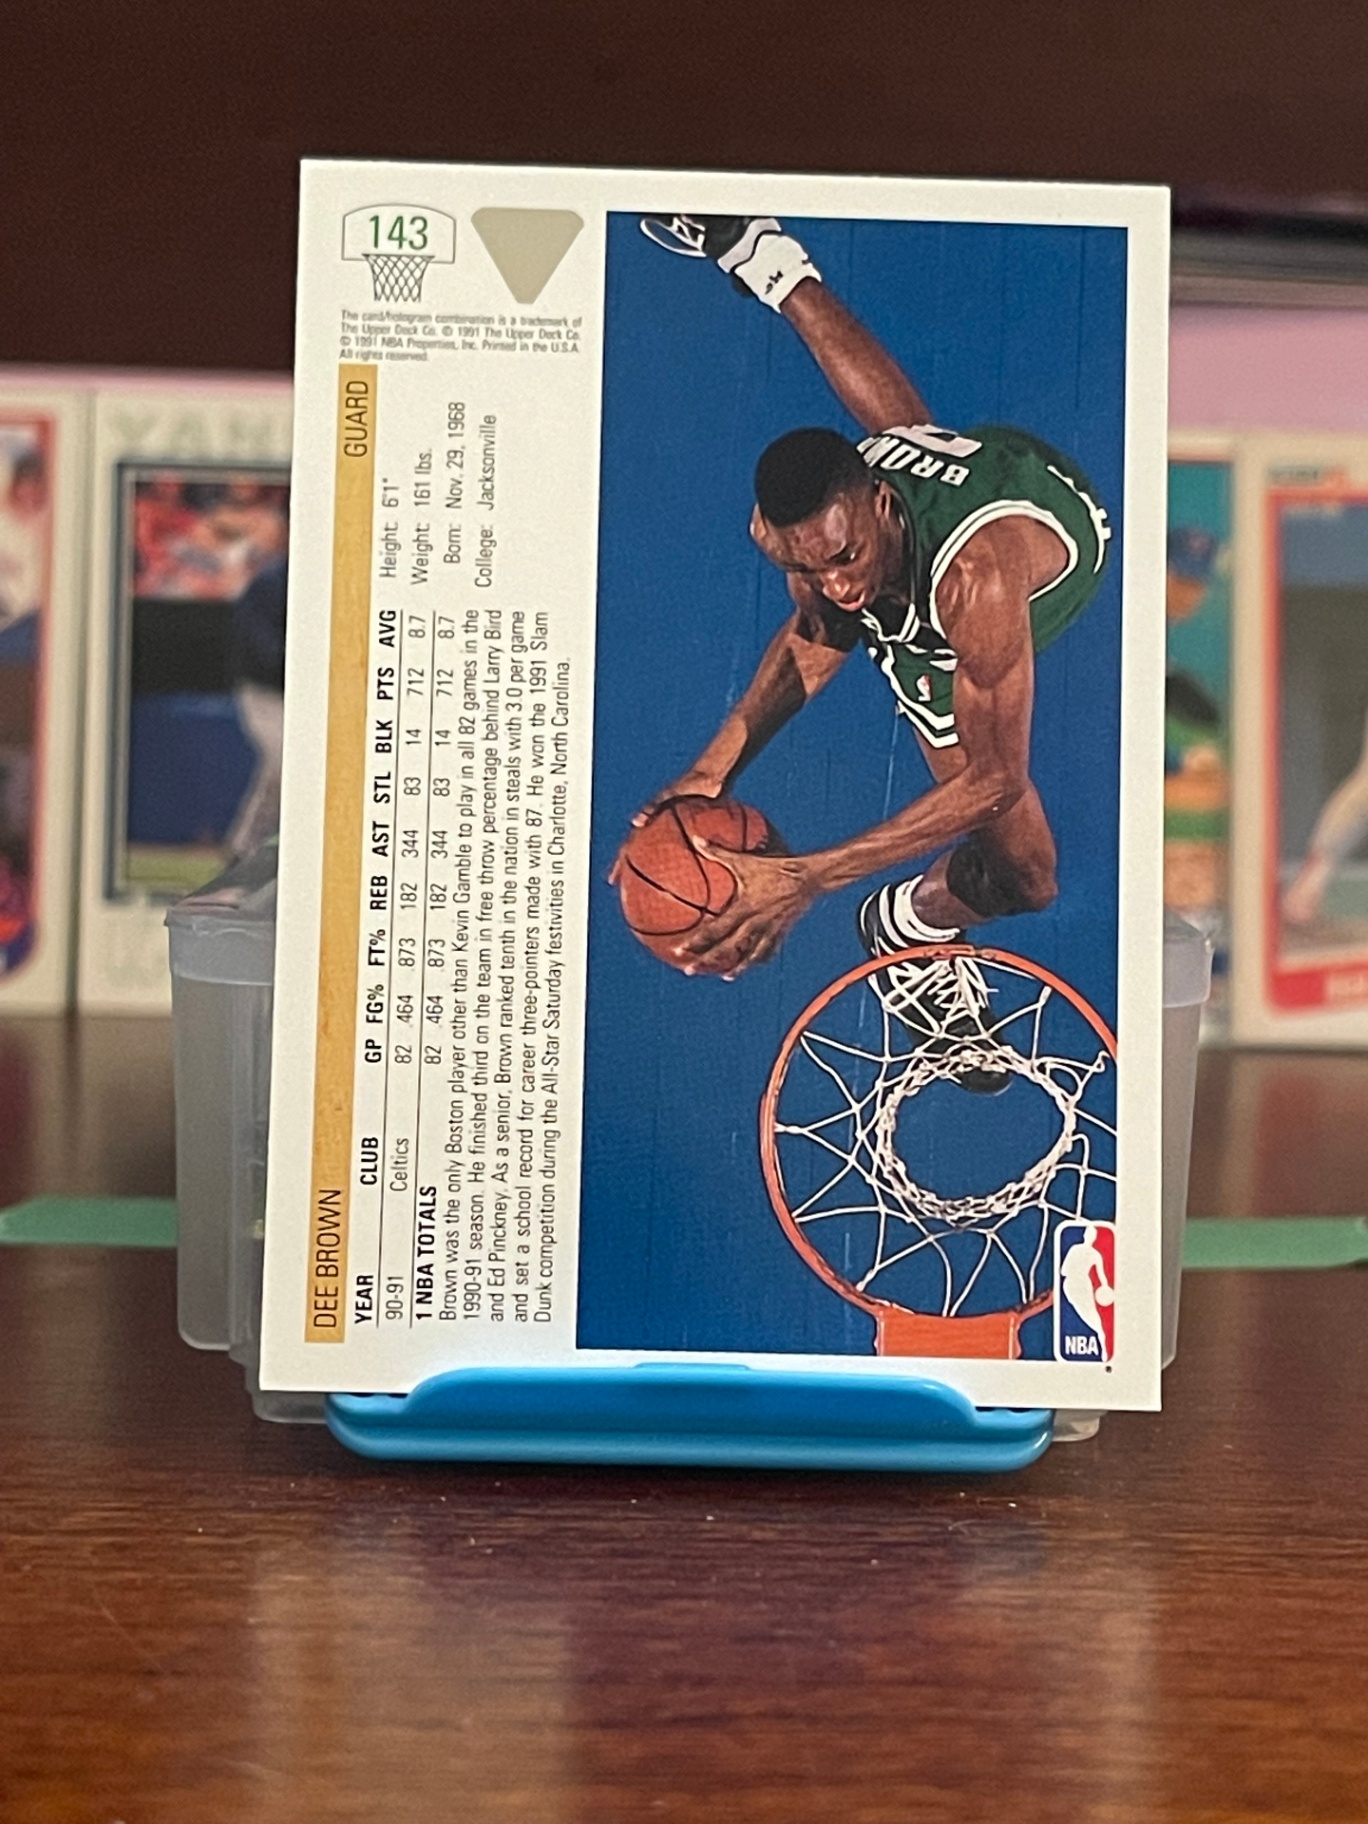 143
The card/hologram combination is a trademark of
The Upper Deck Co. © 1991 The Upper Deck Co.
© 1991 NBA Properties, Inc. Printed in the U.S.A.
All rights reserved.
DEE BROWN GUARD
YEAR CLUB GP FG% FT% REB AST STL BLK PTS AVG
90-91 Celtics 82 .464 .873 182 344 83 14 712 8.7
1 NBA TOTALS 82 .464 .873 182 344 83 14 712 8.7
Height: 6'1"
Weight: 161 lbs.
Born: Nov. 29, 1968
College: Jacksonville
Brown was the only Boston player other than Kevin Gamble to play in all 82 games in the
1990-91 season. He finished third on the team in free throw percentage behind Larry Bird
and Ed Pinckney. As a senior, Brown ranked tenth in the nation in steals with 3.0 per game
and set a school record for career three-pointers made with 87. He won the 1991 Slam
Dunk competition during the All-Star Saturday festivities in Charlotte, North Carolina.
BROWN
NBA